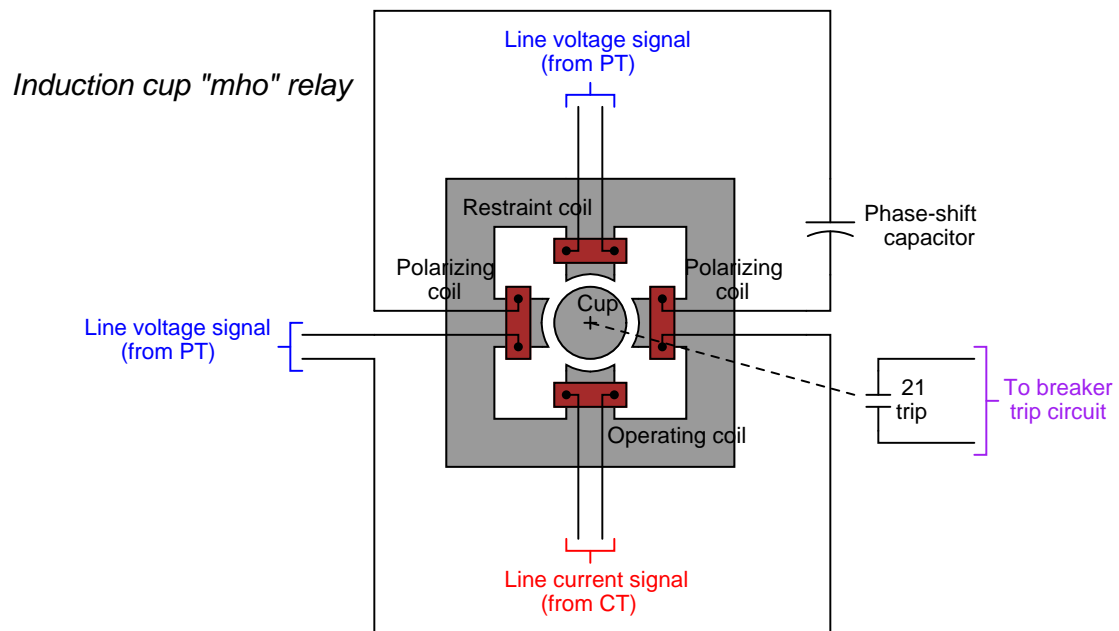 Line voltage signal
(from PT)
Induction cup "mho" relay
Restraint coil
Phase-shift
capacitor
Polarizing
coil
Polarizing
coil
Cup
Line voltage signal
(from PT)
21
trip
To breaker
trip circuit
Operating coil
Line current signal
(from CT)